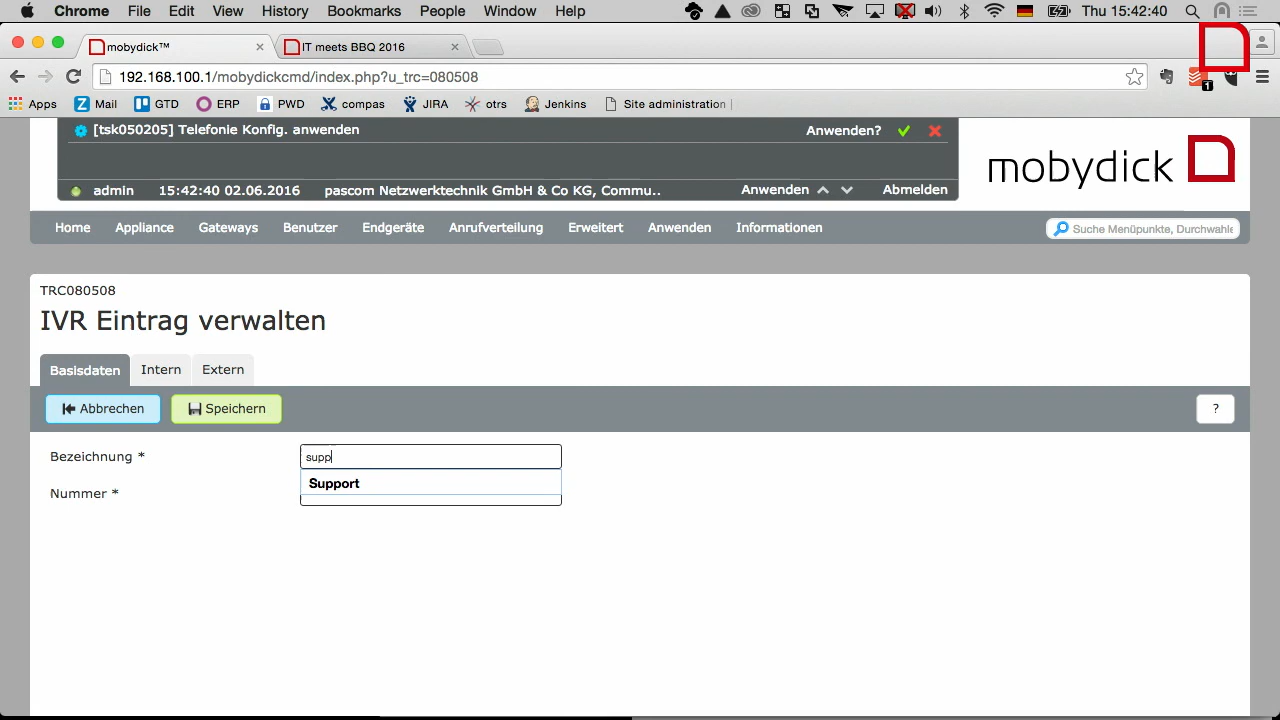 Chrome File Edit View History Bookmarks People Window Help Thu 15:42:40
mobydick™ IT meets BBQ 2016
192.168.100.1/mobydickcmd/index.php?u_trc=080508 1
Apps Mail GTD ERP PWD compas JIRA otrs Jenkins Site administration
[tsk050205] Telefonie Konfig. anwenden Anwenden?
mobydick
admin 15:42:40 02.06.2016 pascom Netzwerktechnik GmbH & Co KG, Commu.. Anwenden Abmelden
Home Appliance Gateways Benutzer Endgeräte Anrufverteilung Erweitert Anwenden Informationen Suche Menüpunkte, Durchwahle
TRC080508
IVR Eintrag verwalten
Basisdaten Intern Extern
Abbrechen Speichern ?
Bezeichnung * supp
Support
Nummer *